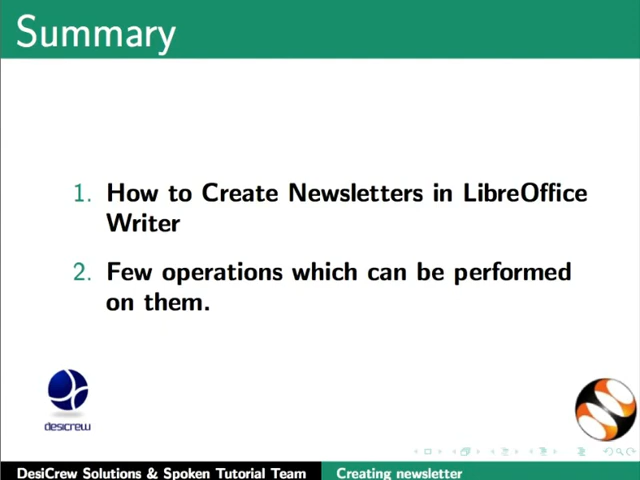 Summary
1. How to Create Newsletters in LibreOffice
Writer
2. Few operations which can be performed
on them.
desicrew
DesiCrew Solutions & Spoken Tutorial Team
Creating newsletter